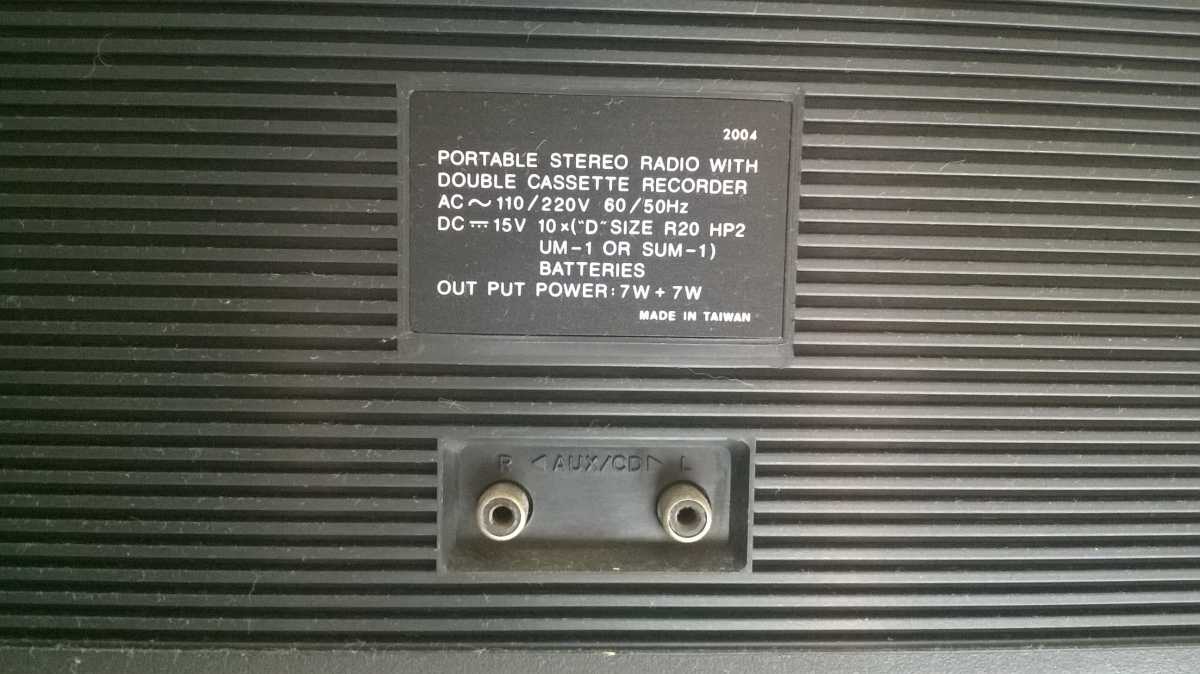 2004
PORTABLE STEREO RADIO WITH
DOUBLE CASSETTE RECORDER
AC ～ 110/220V 60/50Hz
DC ⎓ 15V 10×("D" SIZE R20 HP2
UM-1 OR SUM-1)
BATTERIES
OUT PUT POWER: 7W + 7W
MADE IN TAIWAN
R ◁ AUX/CD ▷ L